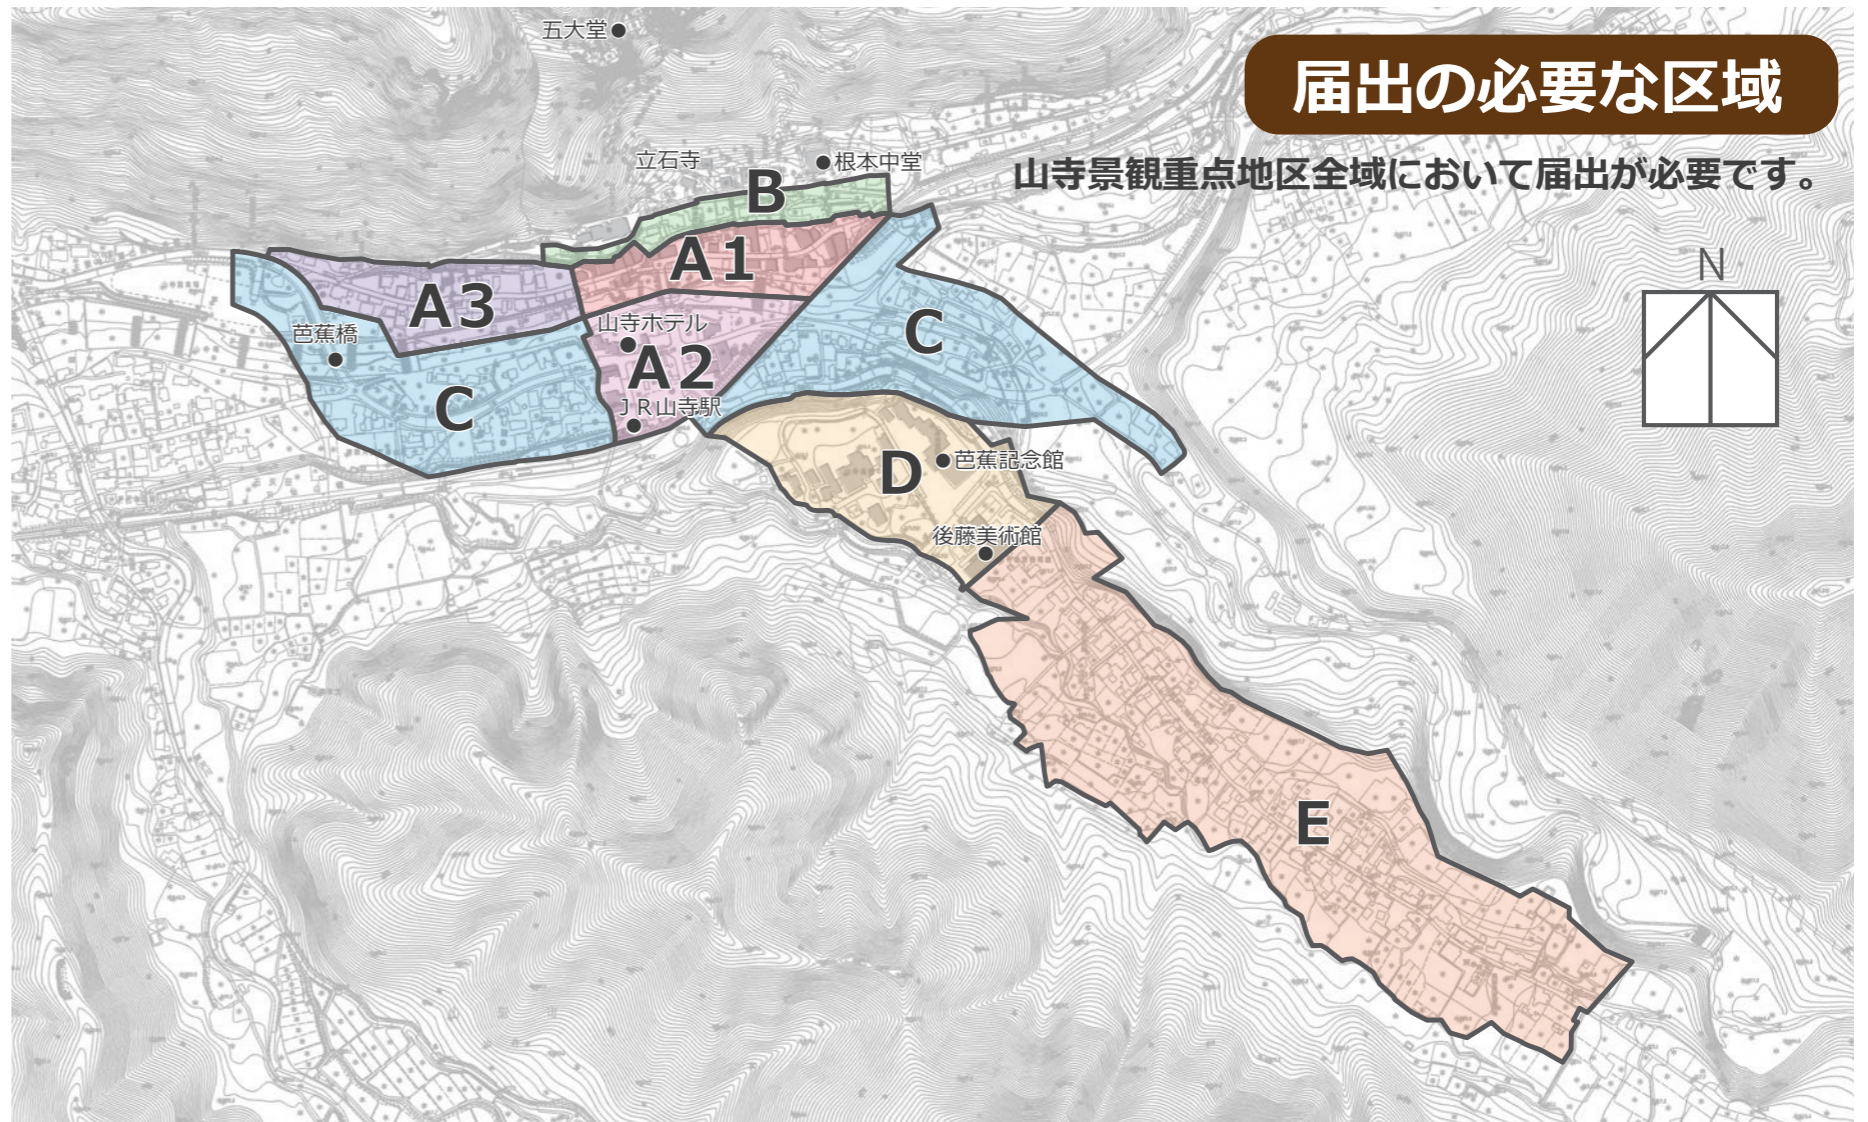 五大堂
届出の必要な区域
立石寺
根本中堂
山寺景観重点地区全域において届出が必要です。
B
A1
N
A3
芭蕉橋
山寺ホテル
C
A2
C
JR山寺駅
D
芭蕉記念館
後藤美術館
E